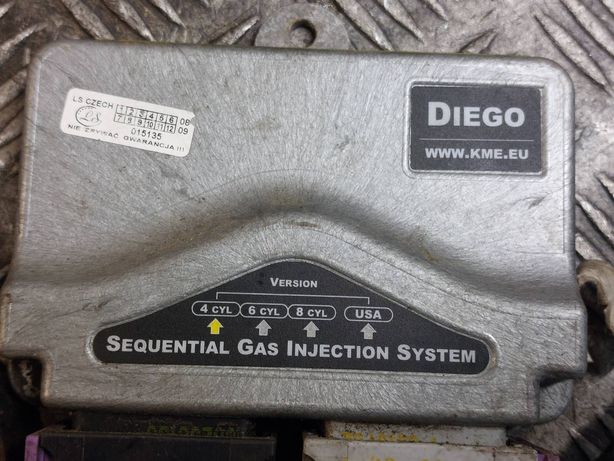 LS CZECH 1 2 3 4 5 6 08
LS 7 8 9 10 11 12 09
015135
NIE ZRYWAĆ GWARANCJA !!!
DIEGO
WWW.KME.EU
VERSION
4 CYL 6 CYL 8 CYL USA
SEQUENTIAL GAS INJECTION SYSTEM